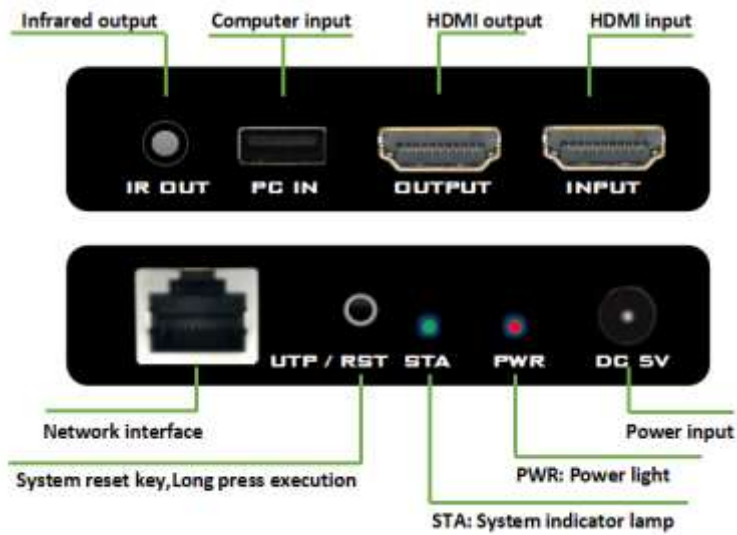 Infrared output
Computer input
HDMI output
HDMI input
IR OUT
PC IN
OUTPUT
INPUT
UTP / RST
STA
PWR
DC 5V
Network interface
Power input
System reset key,Long press execution
PWR: Power light
STA: System indicator lamp